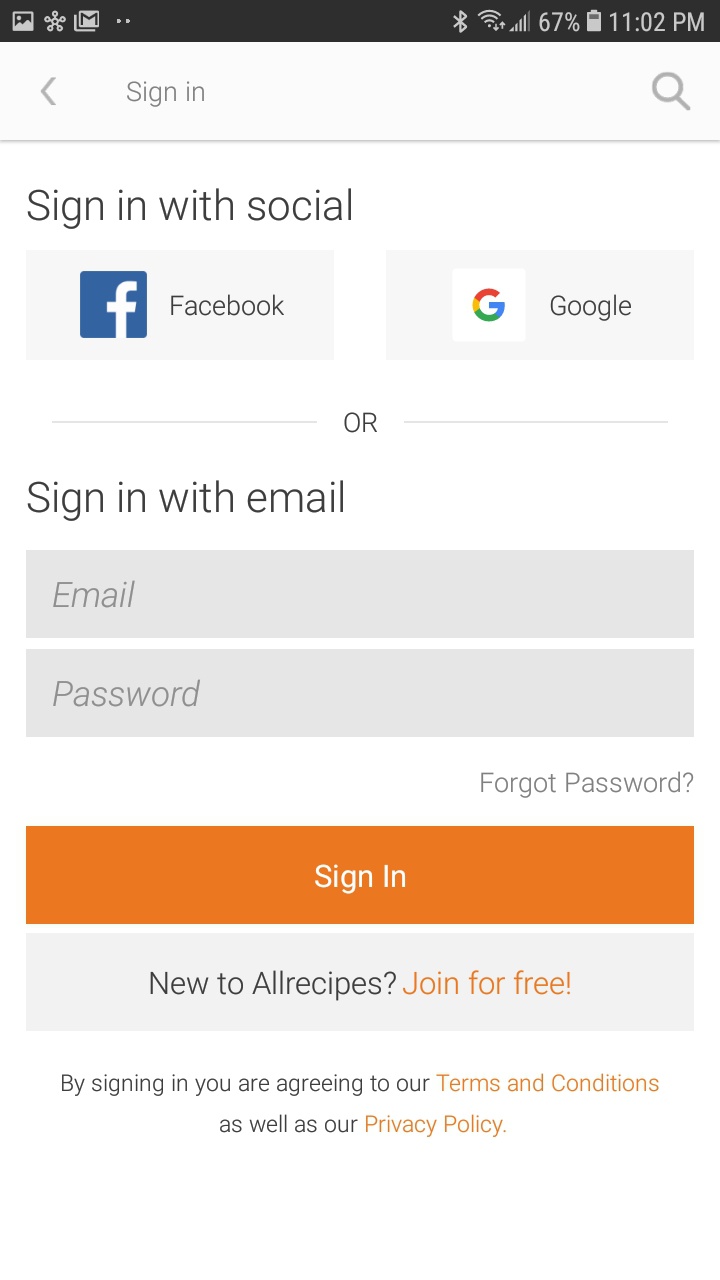 67% 11:02 PM
Sign in
Sign in with social
Facebook
Google
OR
Sign in with email
Email
Password
Forgot Password?
Sign In
New to Allrecipes? Join for free!
By signing in you are agreeing to our Terms and Conditions
as well as our Privacy Policy.